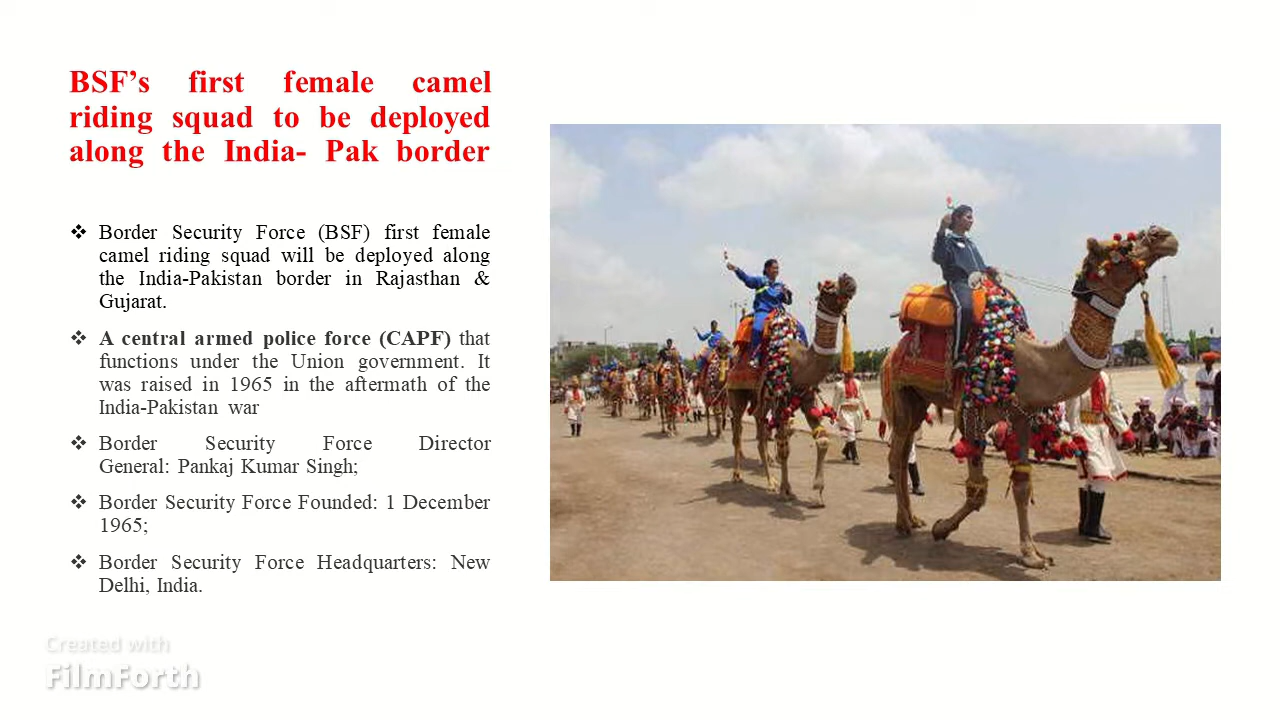 BSF’s first female camel
riding squad to be deployed
along the India- Pak border
❖ Border Security Force (BSF) first female
camel riding squad will be deployed along
the India-Pakistan border in Rajasthan &
Gujarat.
❖ A central armed police force (CAPF) that
functions under the Union government. It
was raised in 1965 in the aftermath of the
India-Pakistan war
❖ Border Security Force Director
General: Pankaj Kumar Singh;
❖ Border Security Force Founded: 1 December
1965;
❖ Border Security Force Headquarters: New
Delhi, India.
Created with
FilmForth